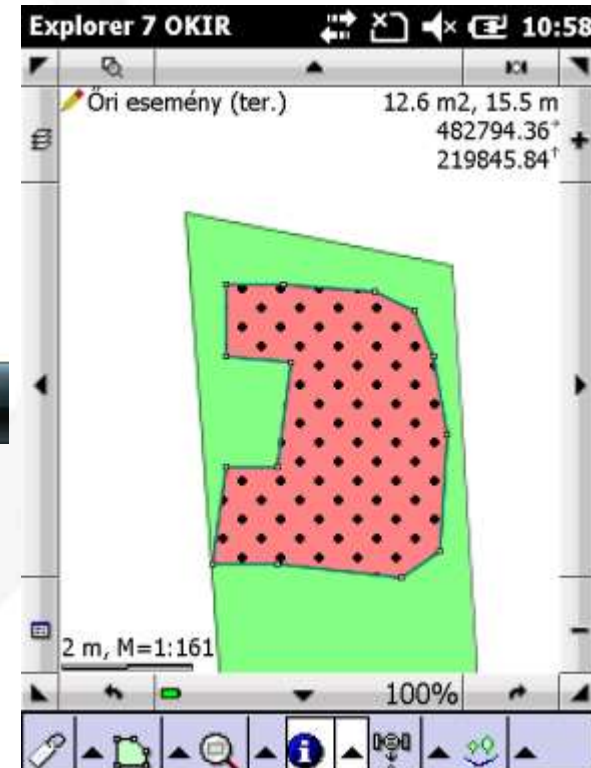 Explorer 7 OKIR 10:58
Őri esemény (ter.) 12.6 m2, 15.5 m
482794.36
219845.84
2 m, M=1:161
100%